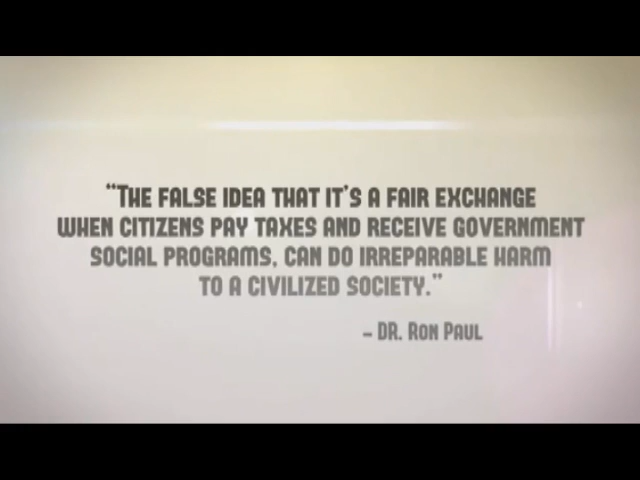 “THE FALSE IDEA THAT IT'S A FAIR EXCHANGE
WHEN CITIZENS PAY TAXES AND RECEIVE GOVERNMENT
SOCIAL PROGRAMS, CAN DO IRREPARABLE HARM
TO A CIVILIZED SOCIETY.”
– DR. RON PAUL